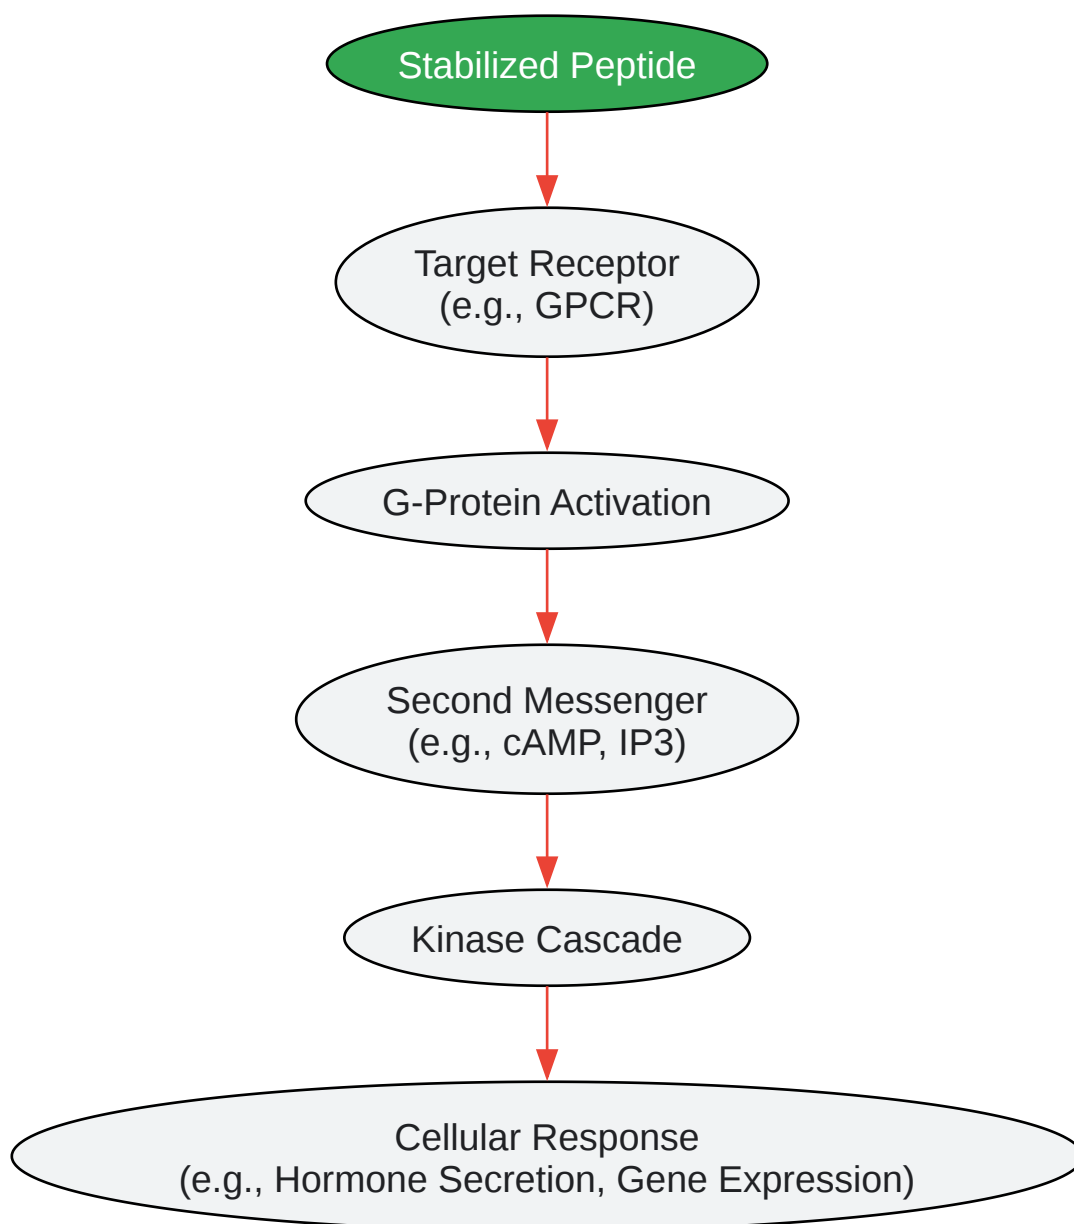 Stabilized Peptide
Target Receptor
(e.g., GPCR)
G-Protein Activation
Second Messenger
(e.g., cAMP, IP3)
Kinase Cascade
Cellular Response
(e.g., Hormone Secretion, Gene Expression)